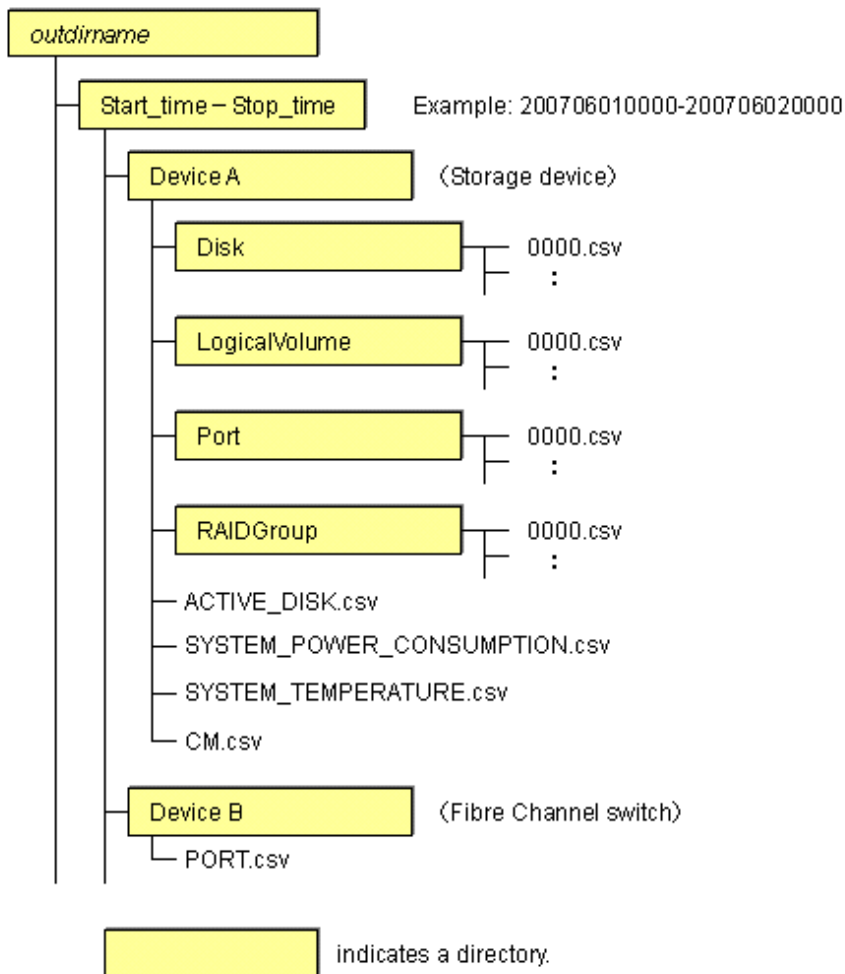 outdirname
Start_time－Stop_time Example: 200706010000-200706020000
Device A （Storage device）
Disk 0000.csv
:
LogicalVolume 0000.csv
:
Port 0000.csv
:
RAIDGroup 0000.csv
:
ACTIVE_DISK.csv
SYSTEM_POWER_CONSUMPTION.csv
SYSTEM_TEMPERATURE.csv
CM.csv
Device B （Fibre Channel switch）
PORT.csv
indicates a directory.